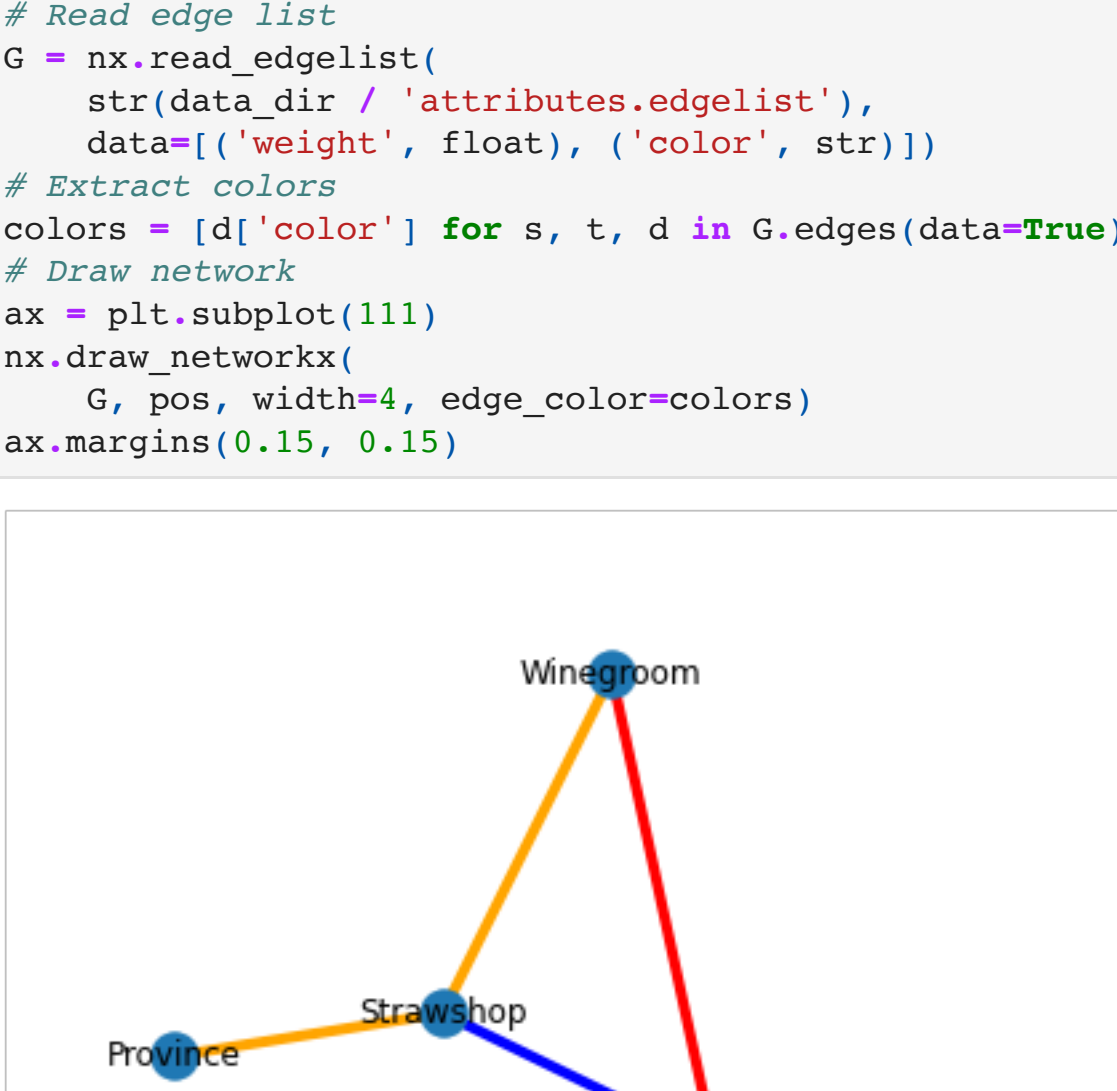 # Read edge list
G = nx.read_edgelist(
    str(data_dir / 'attributes.edgelist'),
    data=[('weight', float), ('color', str)])
# Extract colors
colors = [d['color'] for s, t, d in G.edges(data=True)
# Draw network
ax = plt.subplot(111)
nx.draw_networkx(
    G, pos, width=4, edge_color=colors)
ax.margins(0.15, 0.15)
Winegroom
Strawshop
Province